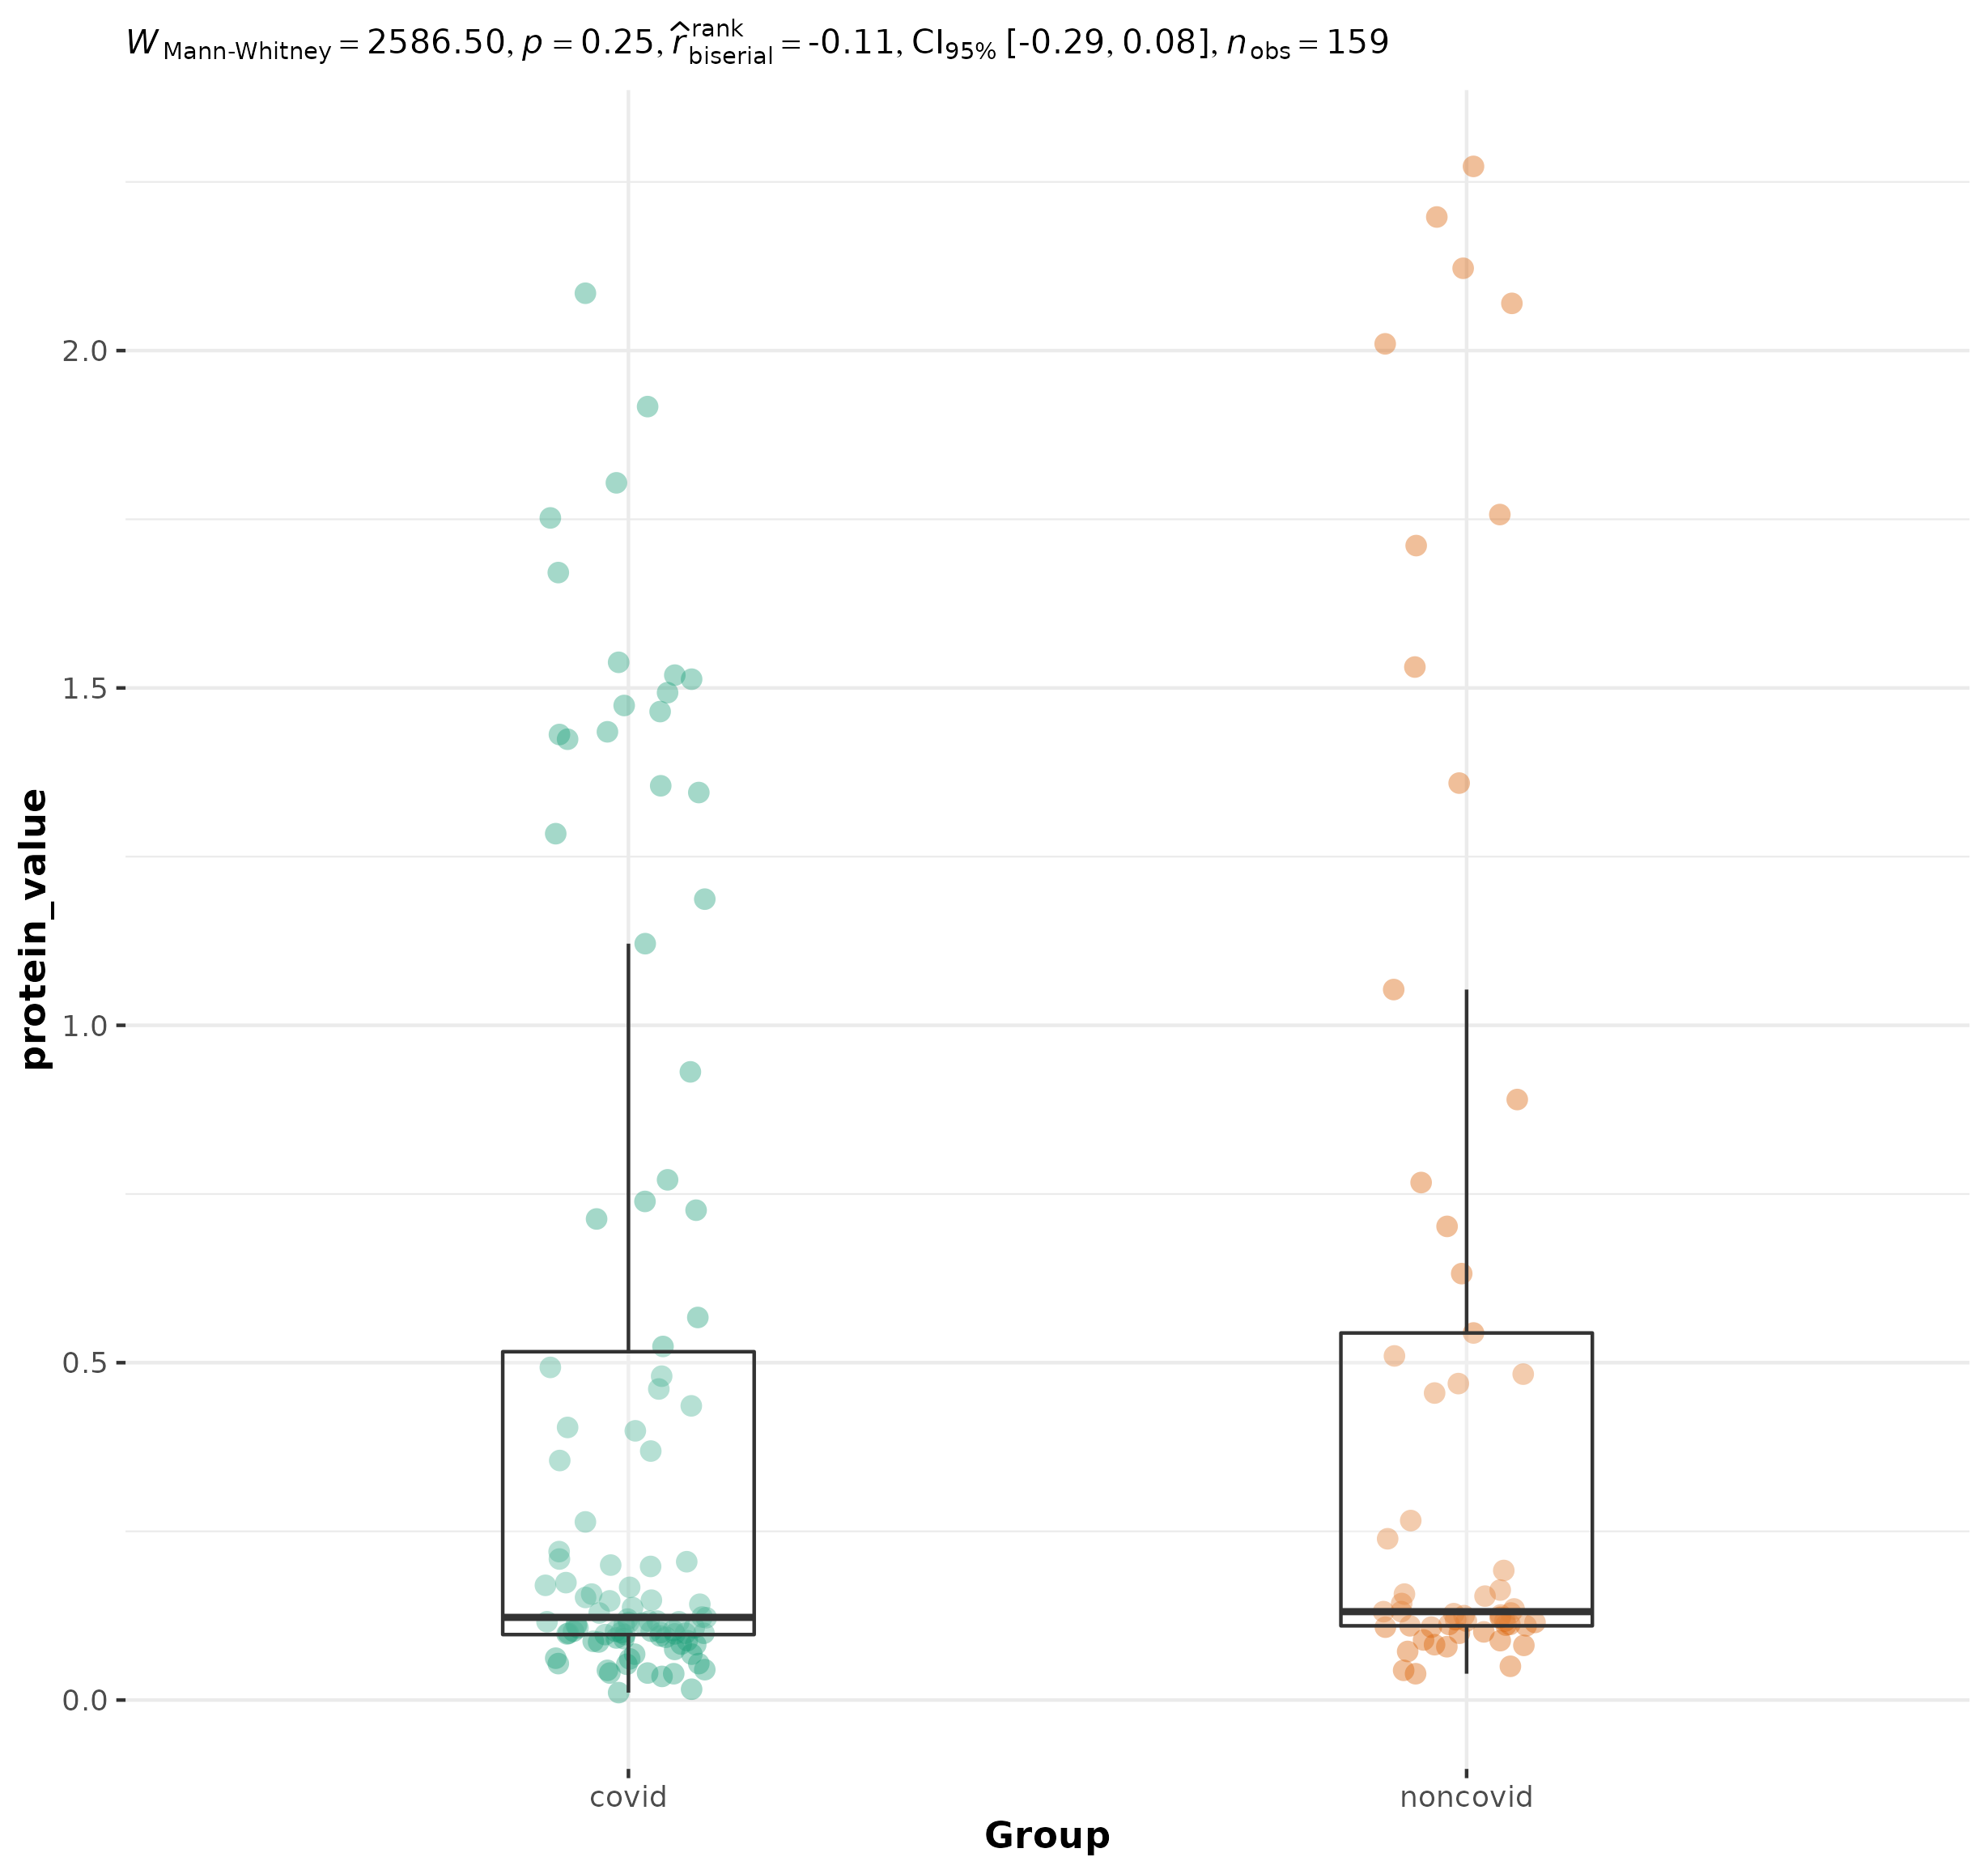 W Mann-Whitney = 2586.50, p = 0.25, r̂ rank biserial = -0.11, CI95% [-0.29, 0.08], nobs = 159
protein_value
2.0
1.5
1.0
0.5
0.0
covid noncovid
Group